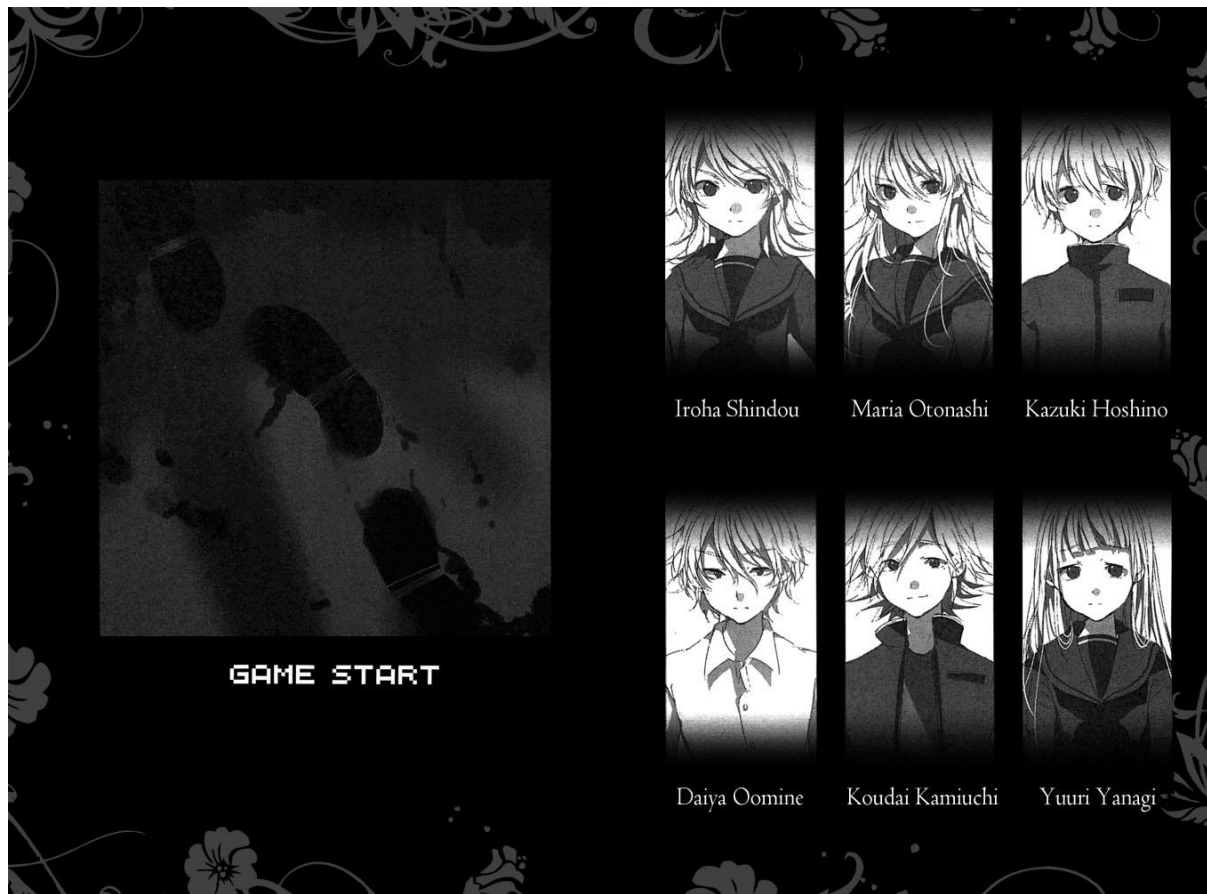 GAME START
Iroha Shindou
Maria Otonashi
Kazuki Hoshino
Daiya Oomine
Koudai Kamiuchi
Yuuri Yanagi